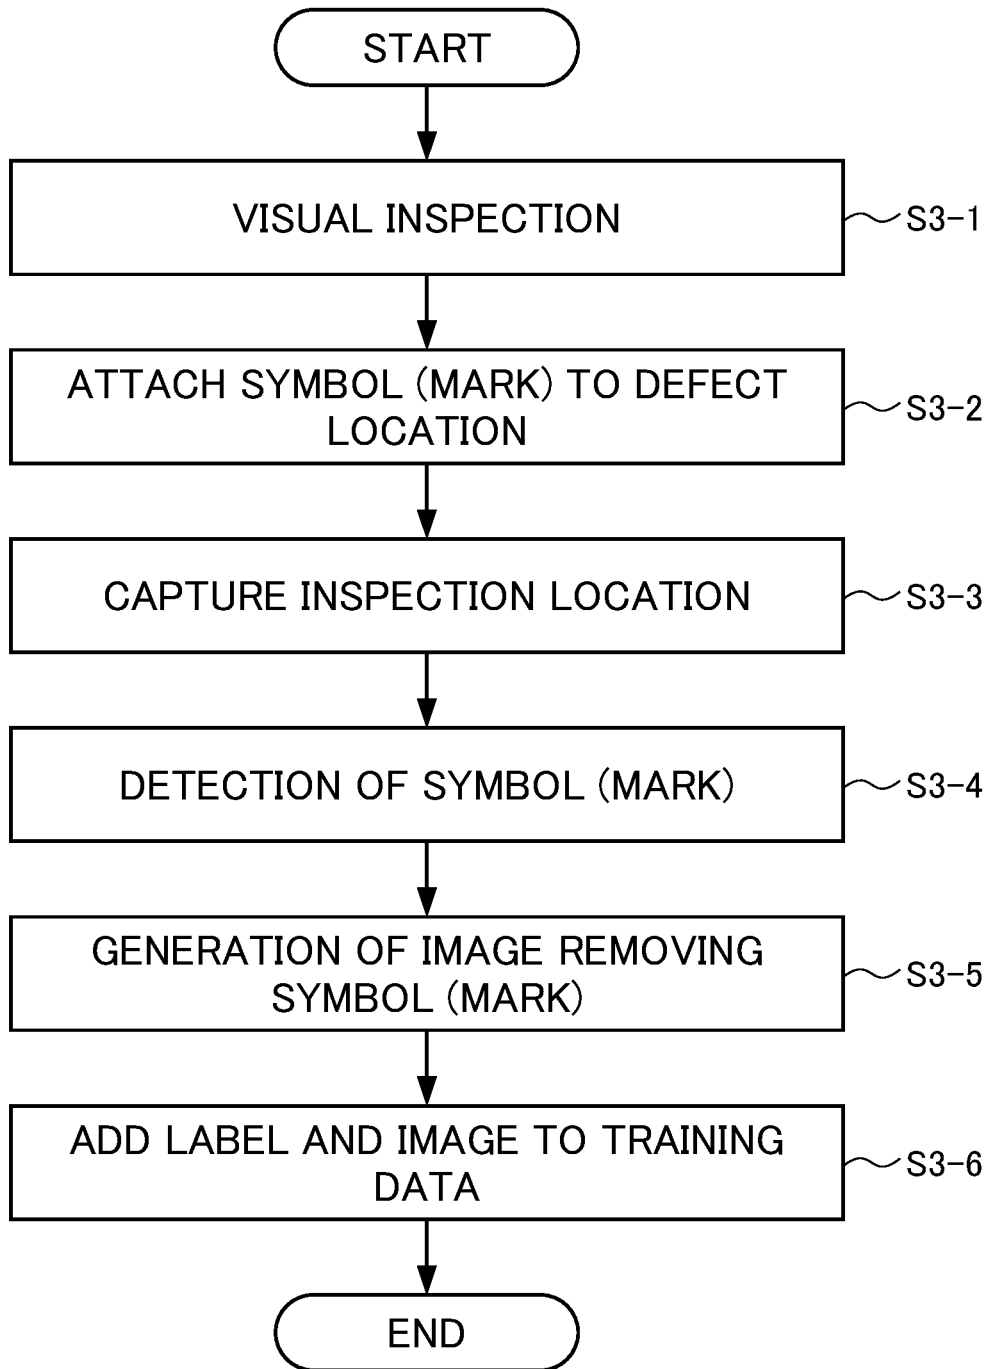 START
VISUAL INSPECTION
S3-1
ATTACH SYMBOL (MARK) TO DEFECT
LOCATION
S3-2
CAPTURE INSPECTION LOCATION
S3-3
DETECTION OF SYMBOL (MARK)
S3-4
GENERATION OF IMAGE REMOVING
SYMBOL (MARK)
S3-5
ADD LABEL AND IMAGE TO TRAINING
DATA
S3-6
END